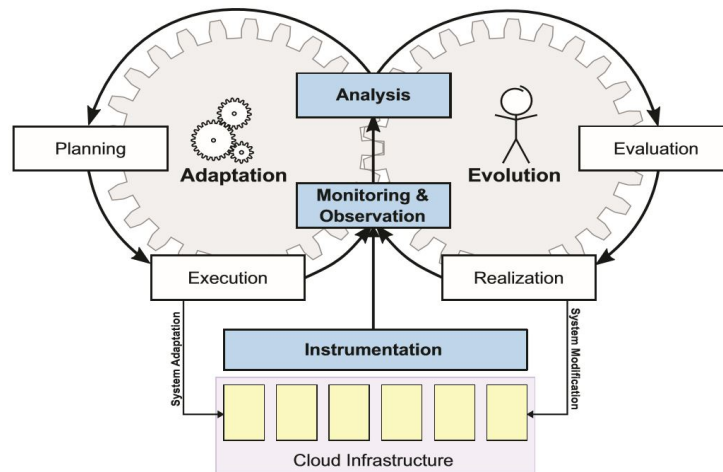 Analysis
Planning
Adaptation
Evolution
Evaluation
Monitoring &
Observation
Execution
Realization
System Adaptation
Instrumentation
System Modification
Cloud Infrastructure